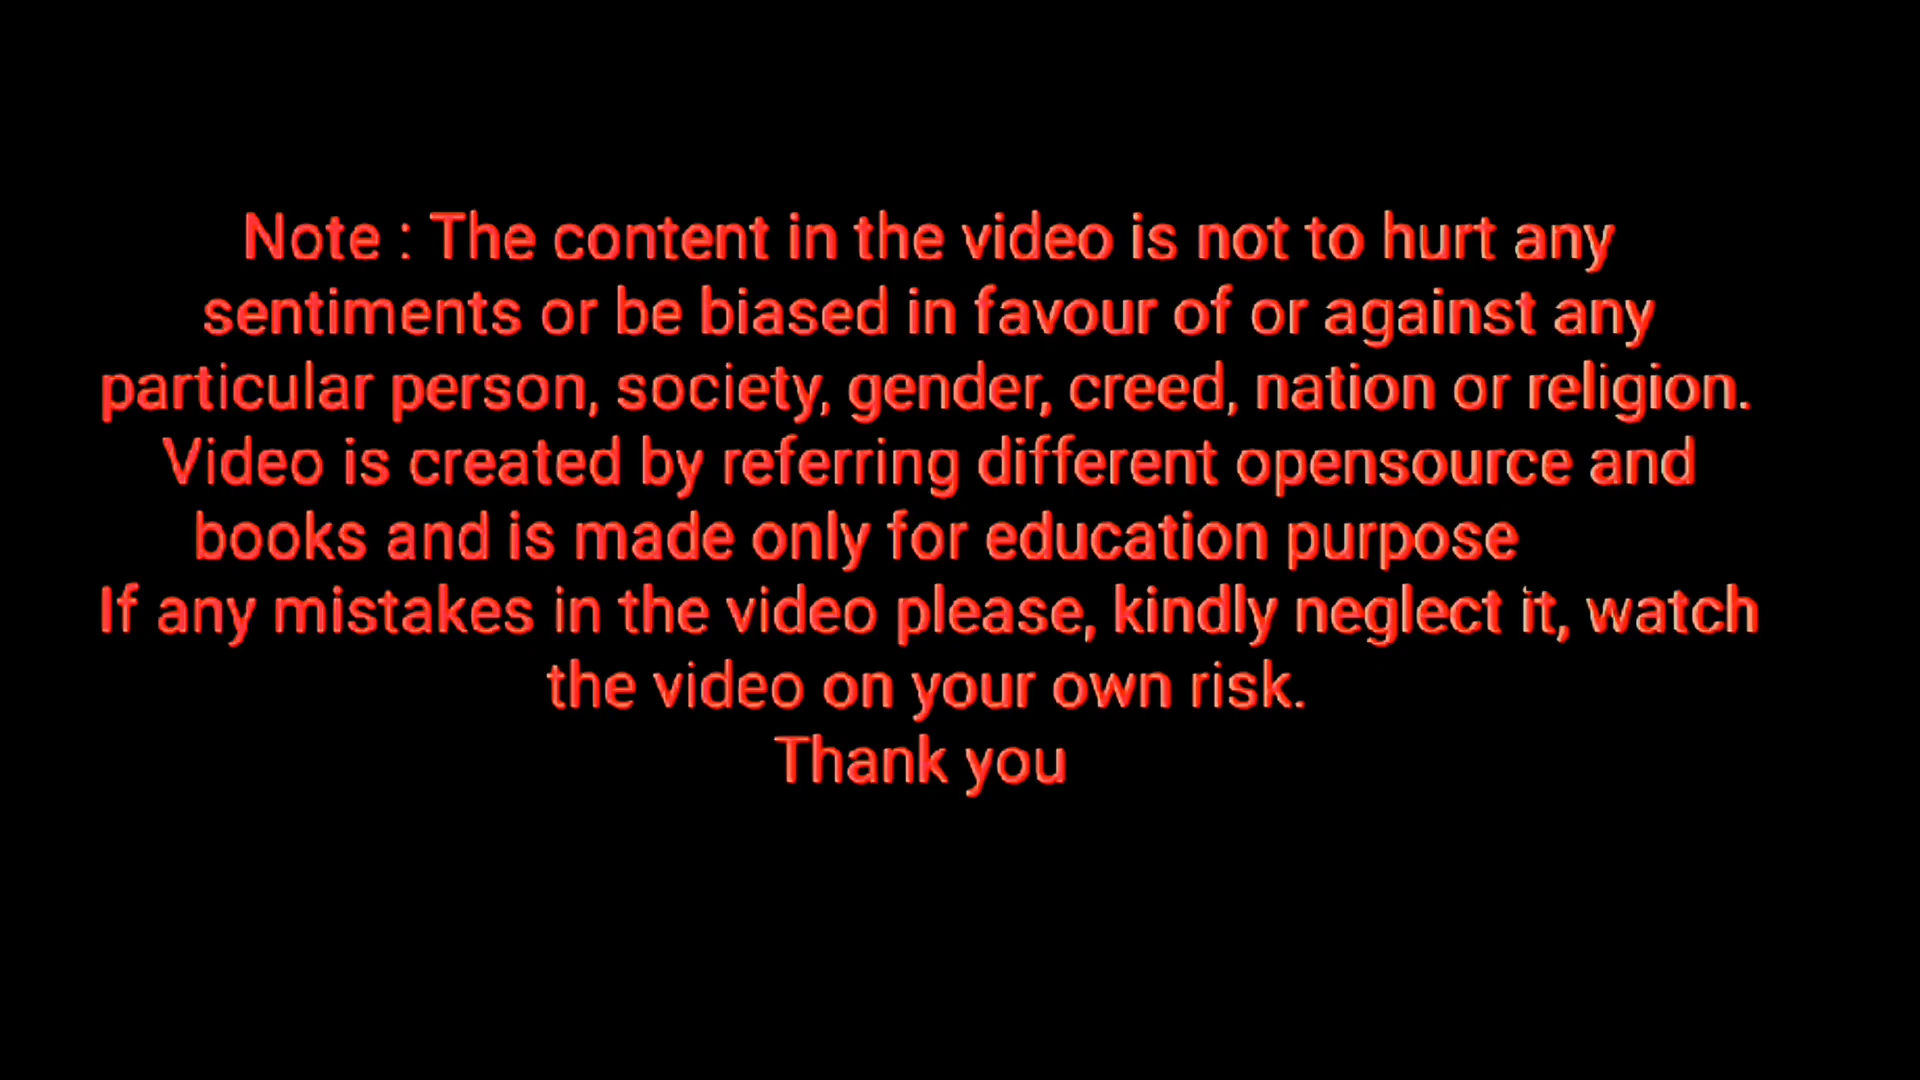 Note : The content in the video is not to hurt any
sentiments or be biased in favour of or against any
particular person, society, gender, creed, nation or religion.
Video is created by referring different opensource and
books and is made only for education purpose
If any mistakes in the video please, kindly neglect it, watch
the video on your own risk.
Thank you